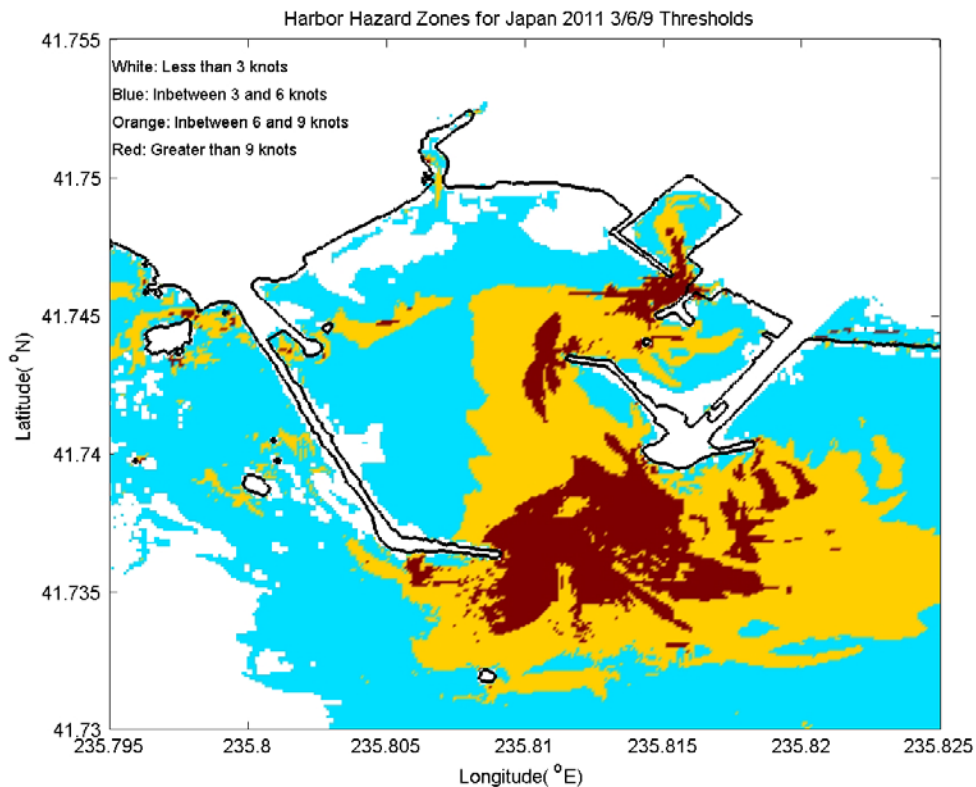 Harbor Hazard Zones for Japan 2011 3/6/9 Thresholds
41.755
White: Less than 3 knots
Blue: Inbetween 3 and 6 knots
Orange: Inbetween 6 and 9 knots
Red: Greater than 9 knots
41.75
41.745
Latitude( °N)
41.74
41.735
41.73
235.795 235.8 235.805 235.81 235.815 235.82 235.825
Longitude( °E)